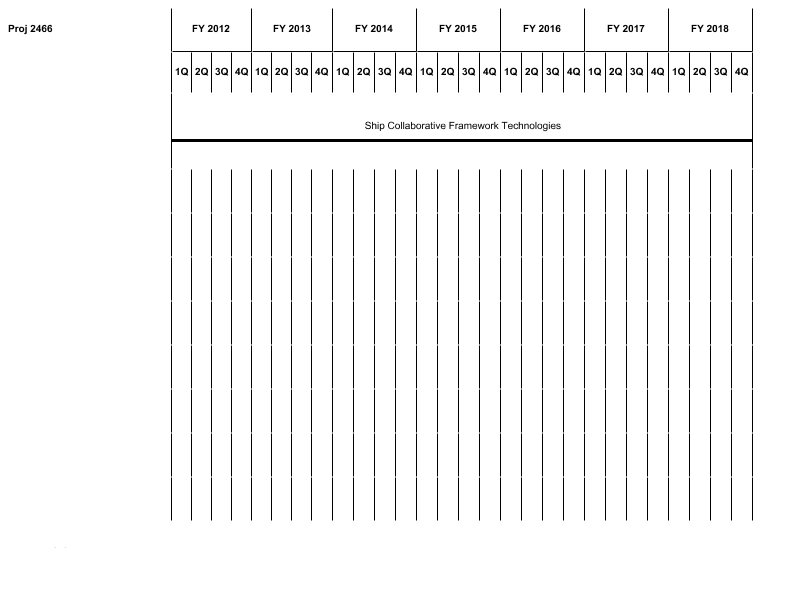 Proj 2466 FY 2012 FY 2013 FY 2014 FY 2015 FY 2016 FY 2017 FY 2018
1Q 2Q 3Q 4Q 1Q 2Q 3Q 4Q 1Q 2Q 3Q 4Q 1Q 2Q 3Q 4Q 1Q 2Q 3Q 4Q 1Q 2Q 3Q 4Q 1Q 2Q 3Q 4Q
Ship Collaborative Framework Technologies